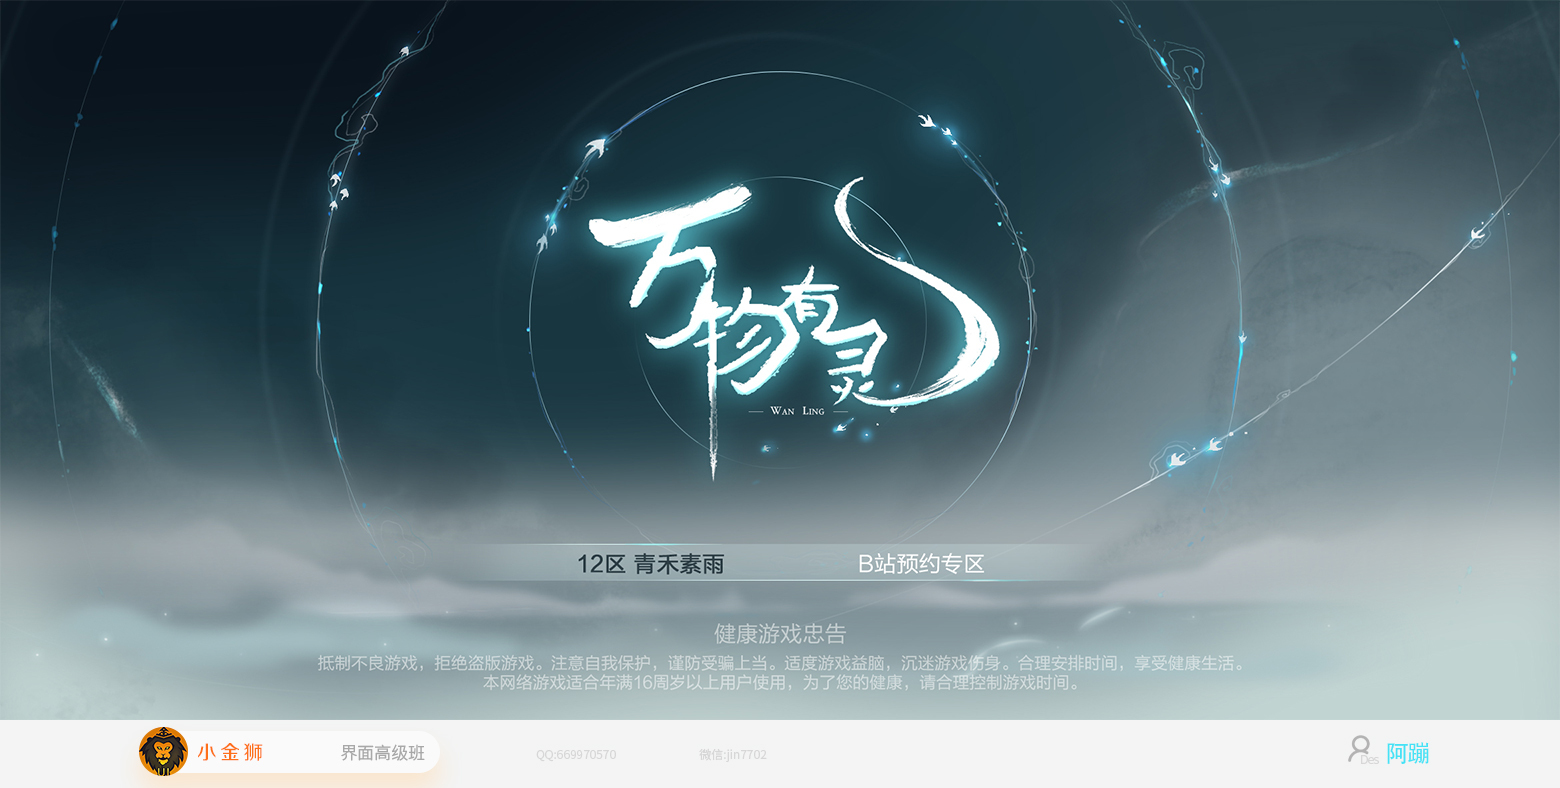 万物有灵
Wan Ling
12区 青禾素雨 B站预约专区
健康游戏忠告
抵制不良游戏，拒绝盗版游戏。注意自我保护，谨防受骗上当。适度游戏益脑，沉迷游戏伤身。合理安排时间，享受健康生活。
本网络游戏适合年满16周岁以上用户使用，为了您的健康，请合理控制游戏时间。
小金狮 界面高级班 QQ:669970570 微信:jin7702 Des 阿蹦